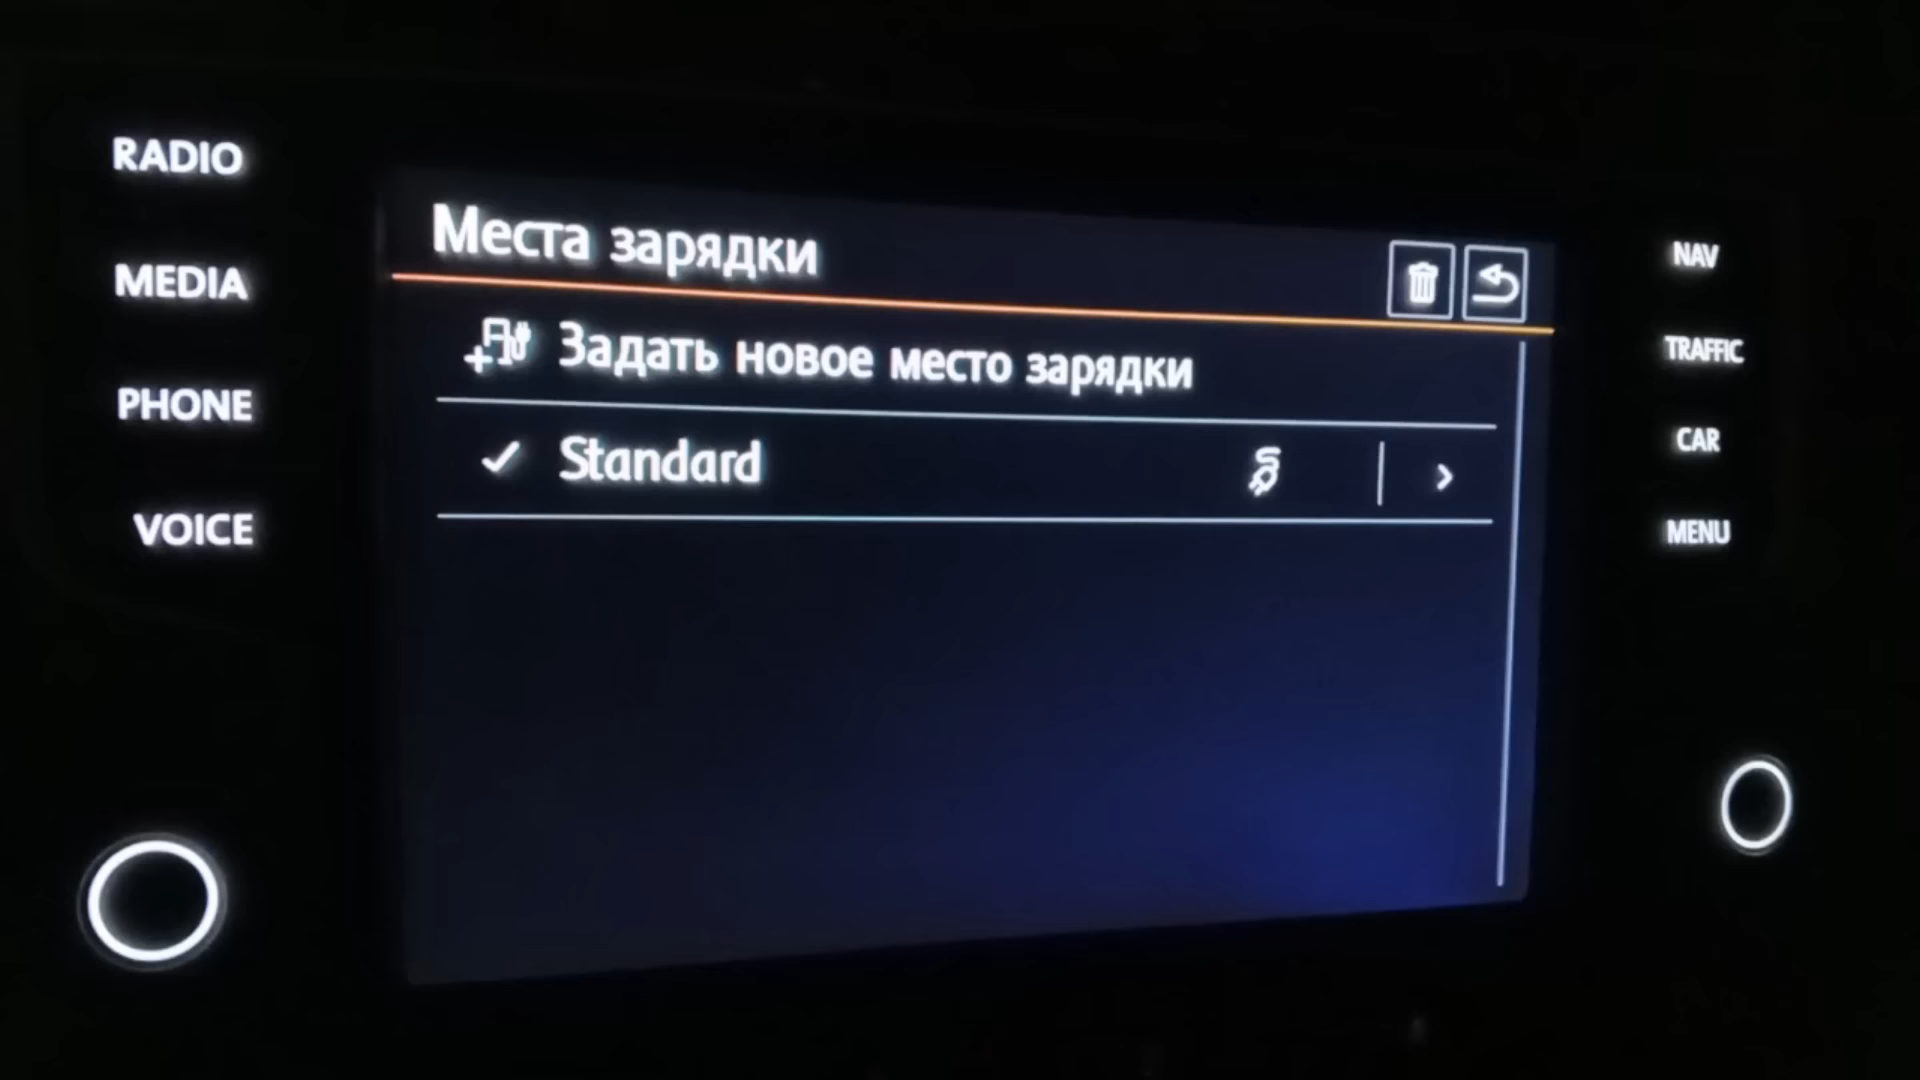 RADIO
MEDIA
PHONE
VOICE
Места зарядки
Задать новое место зарядки
Standard
NAV
TRAFFIC
CAR
MENU